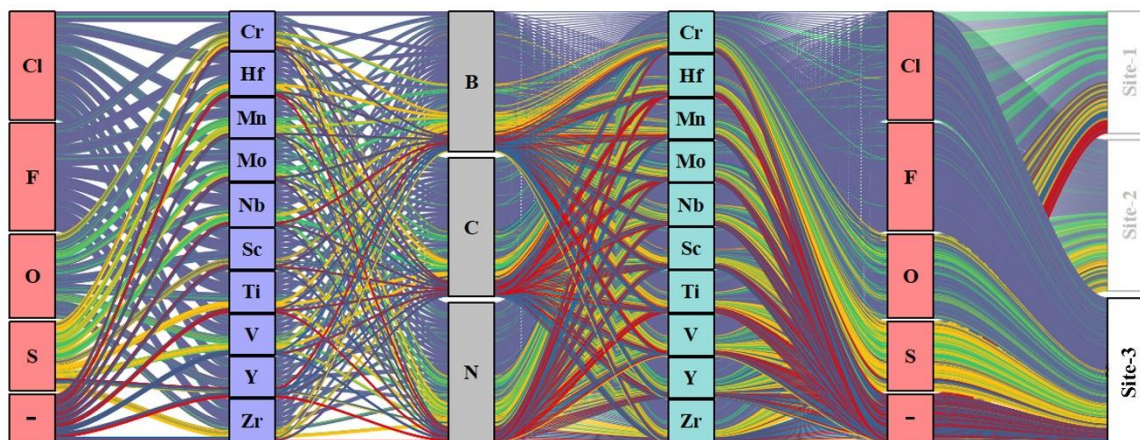 Cl
F
O
S
-
Cr
Hf
Mn
Mo
Nb
Sc
Ti
V
Y
Zr
B
C
N
Cr
Hf
Mn
Mo
Nb
Sc
Ti
V
Y
Zr
Cl
F
O
S
-
Site-1
Site-2
Site-3